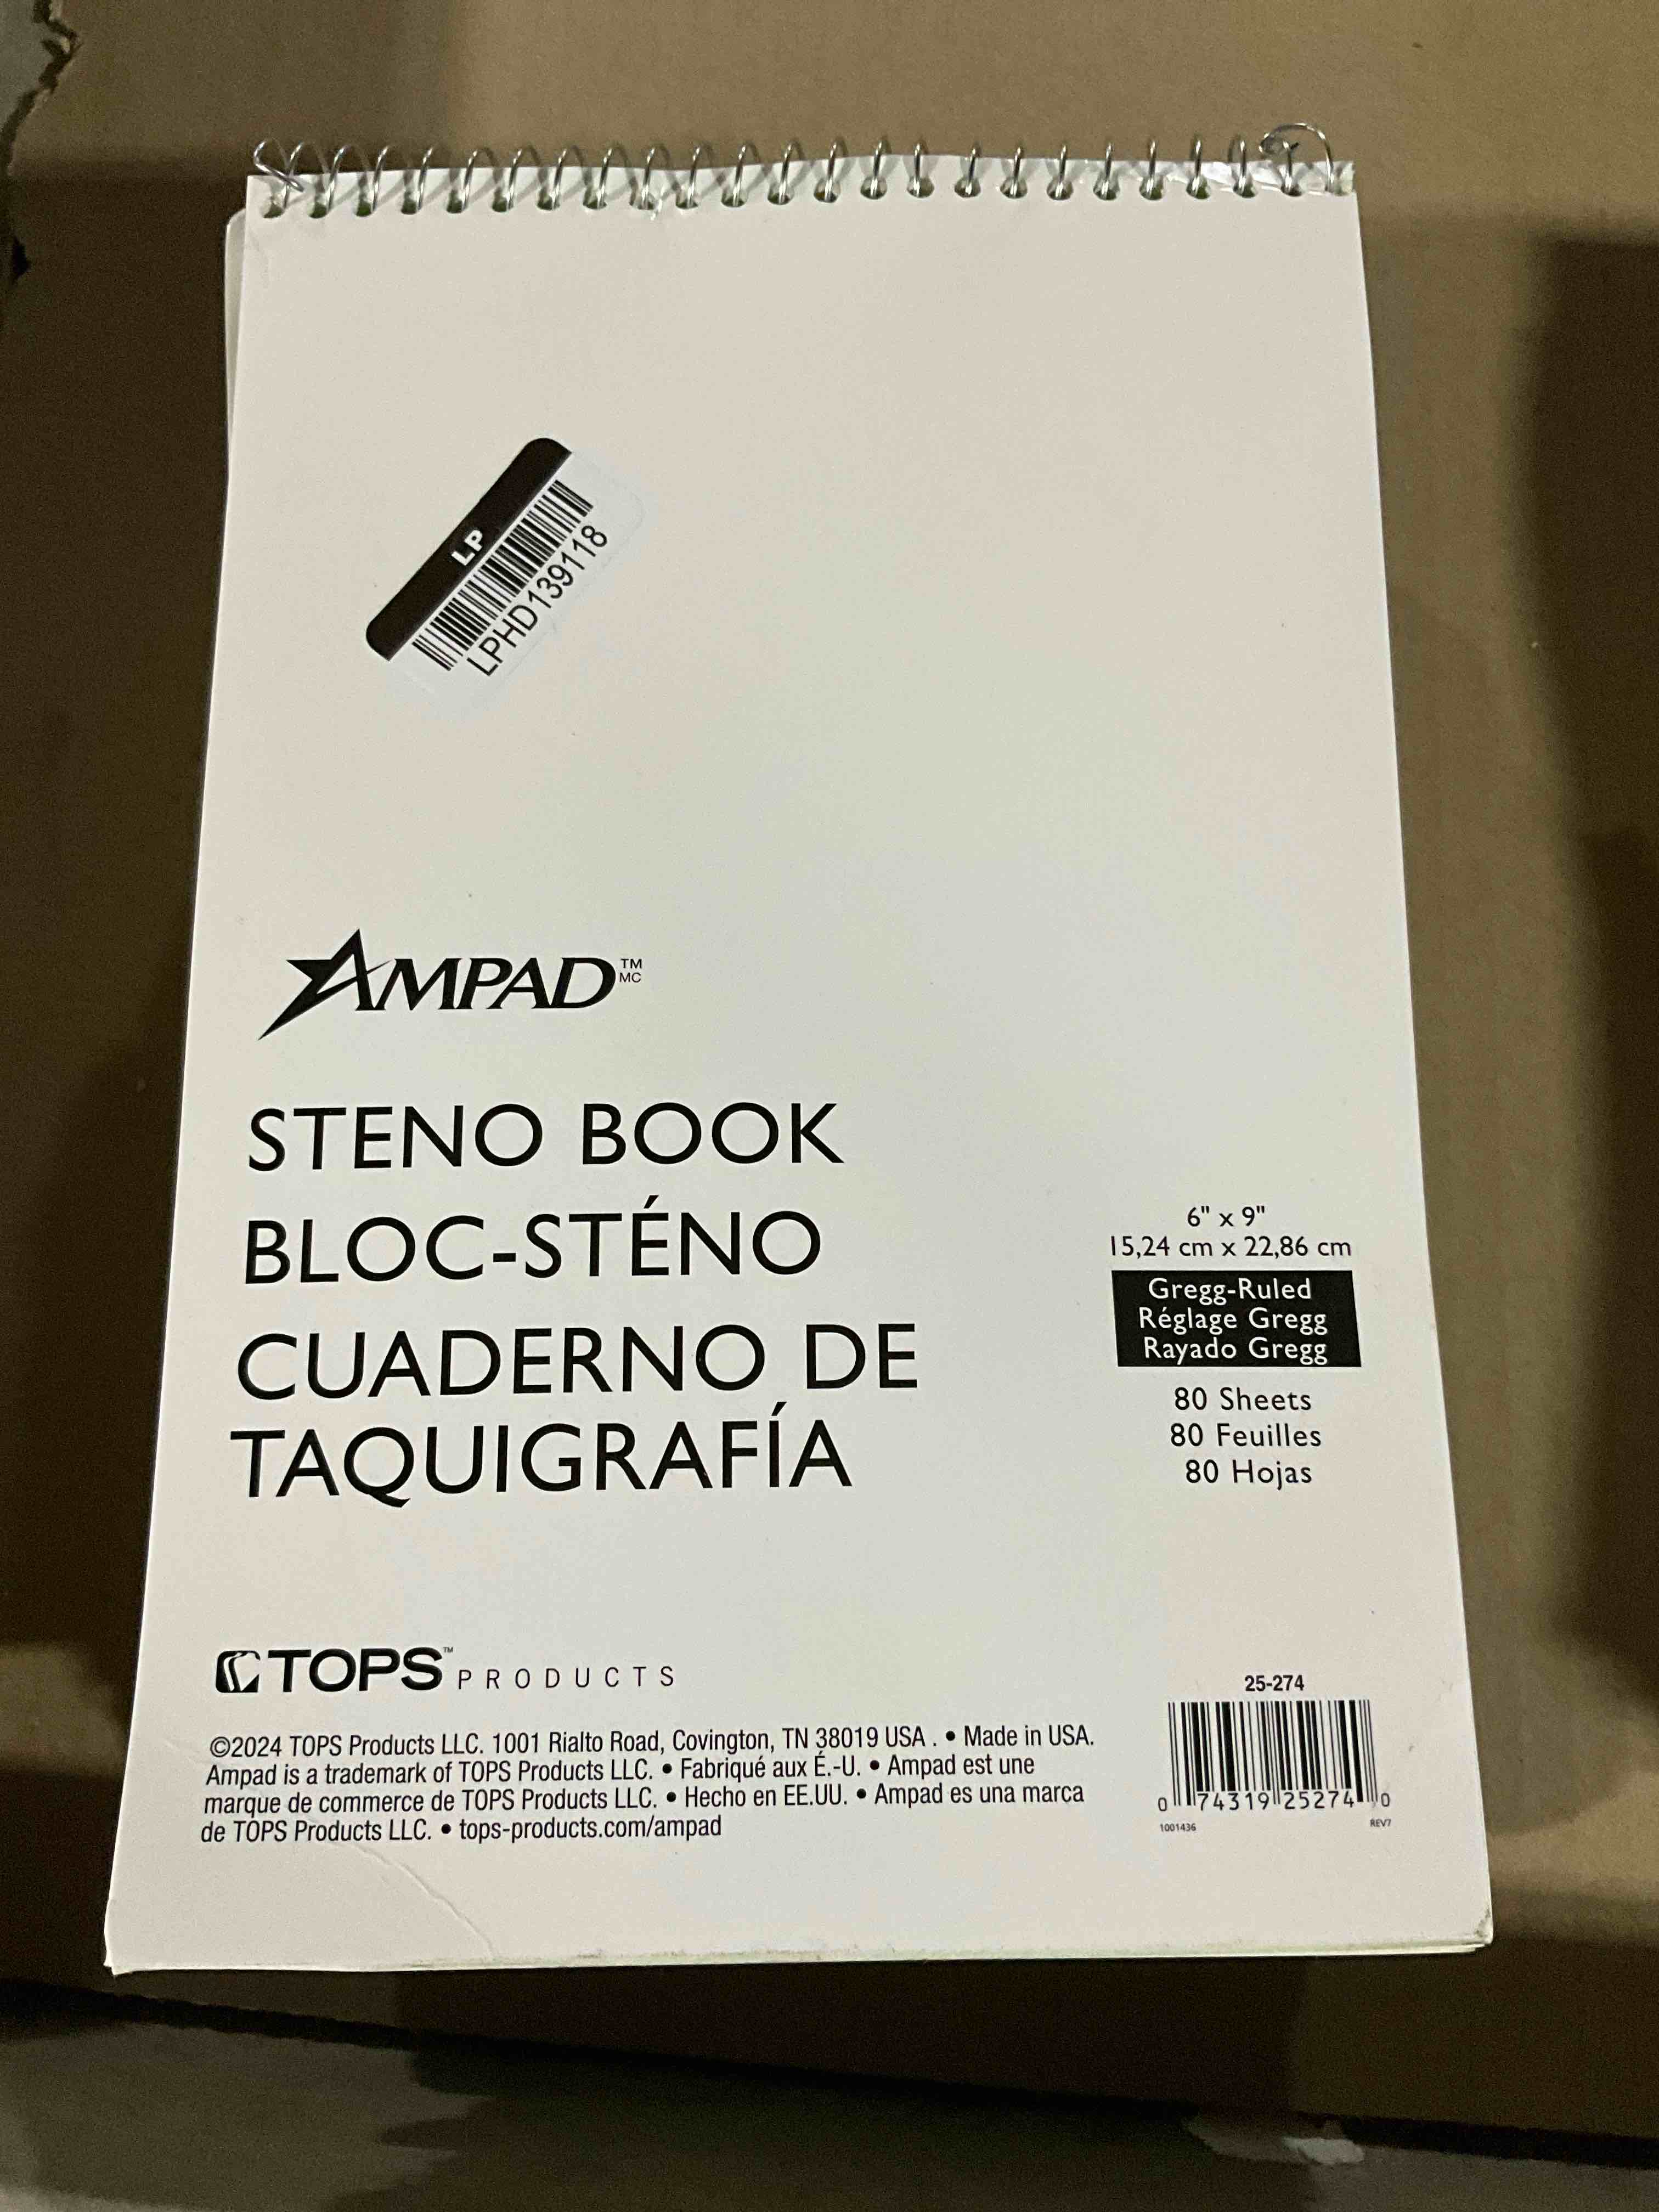 LP
LPHD139118
AMPAD™ MC
STENO BOOK
BLOC-STÉNO
CUADERNO DE
TAQUIGRAFÍA
6" x 9"
15,24 cm x 22,86 cm
Gregg-Ruled
Réglage Gregg
Rayado Gregg
80 Sheets
80 Feuilles
80 Hojas
TOPS™ PRODUCTS
©2024 TOPS Products LLC. 1001 Rialto Road, Covington, TN 38019 USA . • Made in USA.
Ampad is a trademark of TOPS Products LLC. • Fabriqué aux É.-U. • Ampad est une
marque de commerce de TOPS Products LLC. • Hecho en EE.UU. • Ampad es una marca
de TOPS Products LLC. • tops-products.com/ampad
25-274
0 74319 25274 0
1001436 REV7